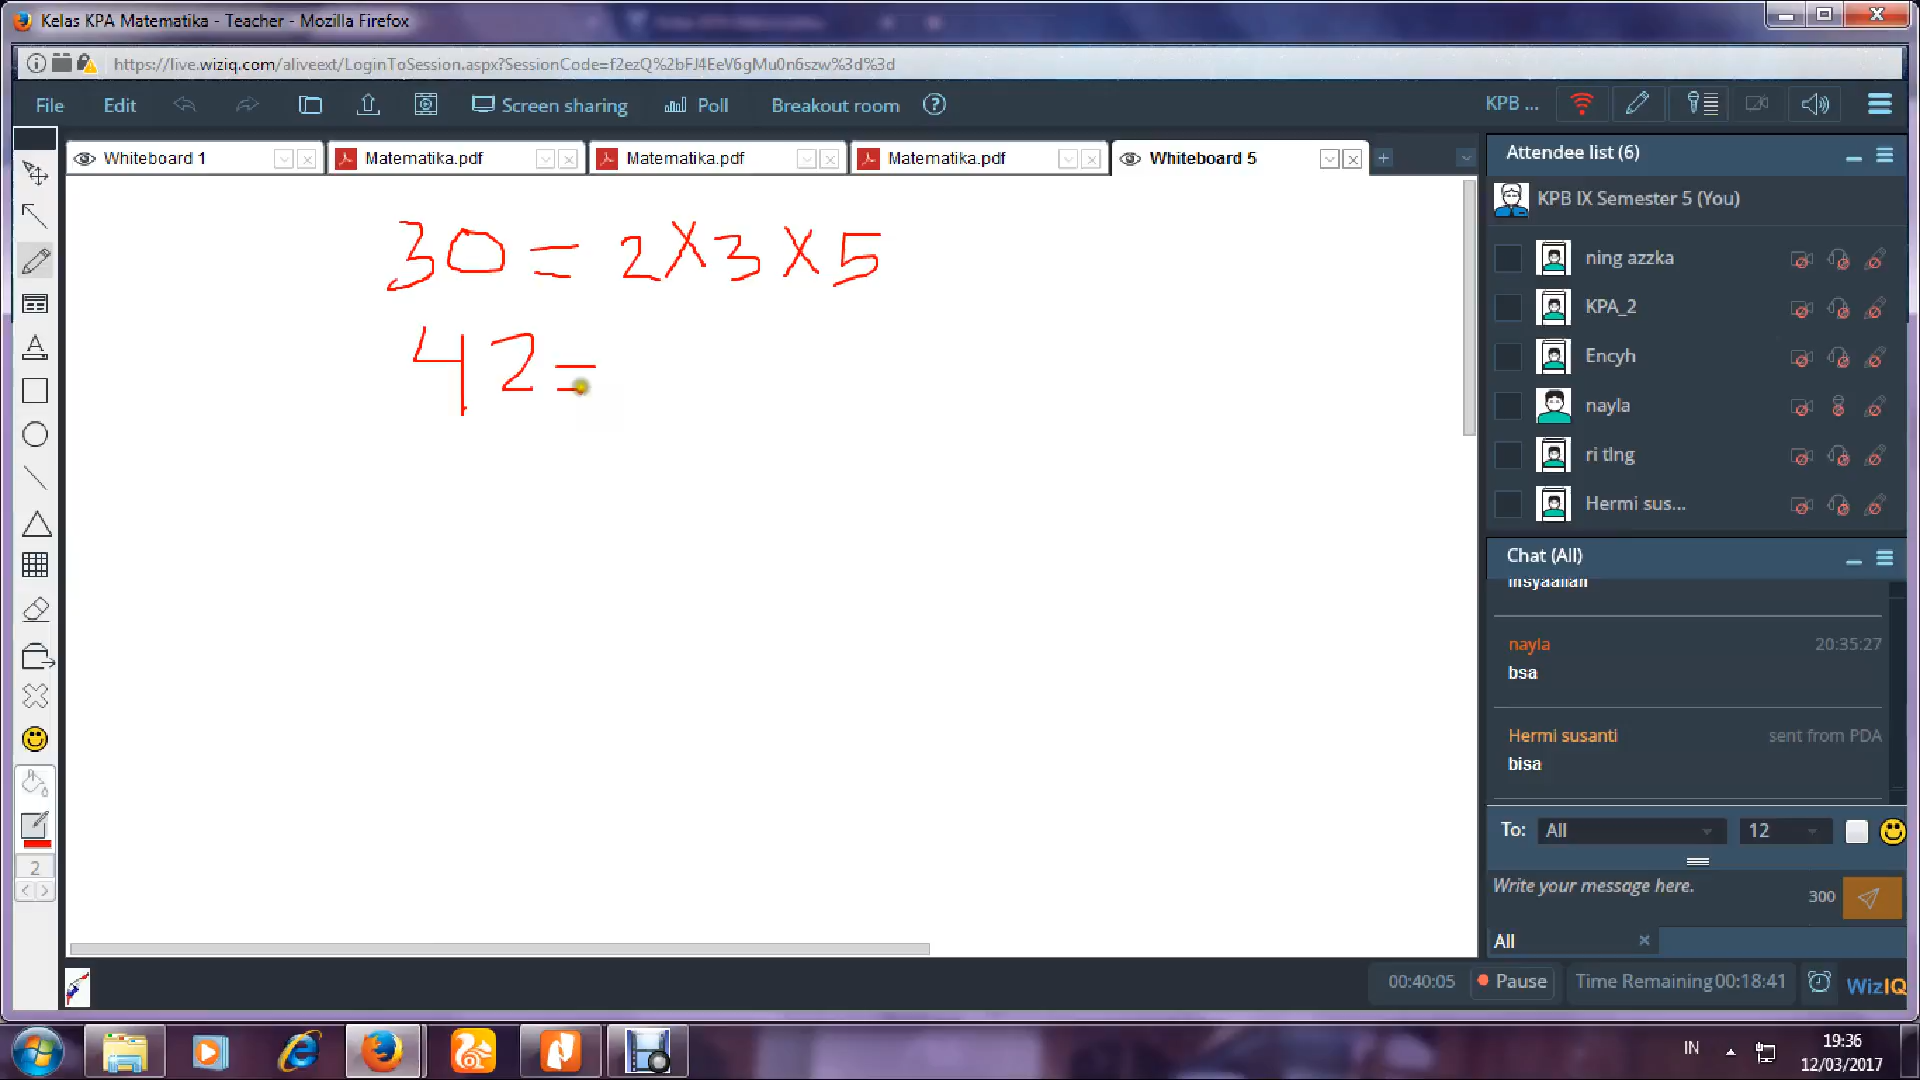 Kelas KPA Matematika - Teacher - Mozilla Firefox
https://live.wiziq.com/aliveext/LoginToSession.aspx?SessionCode=f2ezQ%2bFJ4EeV6gMu0n6szw%3d%3d
File Edit Screen sharing Poll Breakout room KPB ...
Whiteboard 1 Matematika.pdf Matematika.pdf Matematika.pdf Whiteboard 5
30 = 2 X 3 X 5
42 =
2
Attendee list (6)
KPB IX Semester 5 (You)
ning azzka
KPA_2
Encyh
nayla
ri tlng
Hermi sus...
Chat (All)
insyaallah
nayla 20:35:27
bsa
Hermi susanti sent from PDA
bisa
To: All 12
Write your message here. 300
All
00:40:05 Pause Time Remaining 00:18:41 WizIQ
IN 19:36
12/03/2017